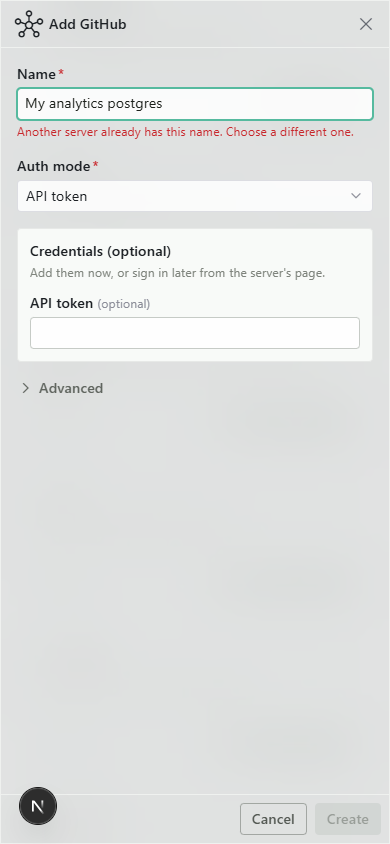 Add GitHub
Name*
My analytics postgres
Another server already has this name. Choose a different one.
Auth mode*
API token
Credentials (optional)
Add them now, or sign in later from the server's page.
API token (optional)
Advanced
N
Cancel
Create